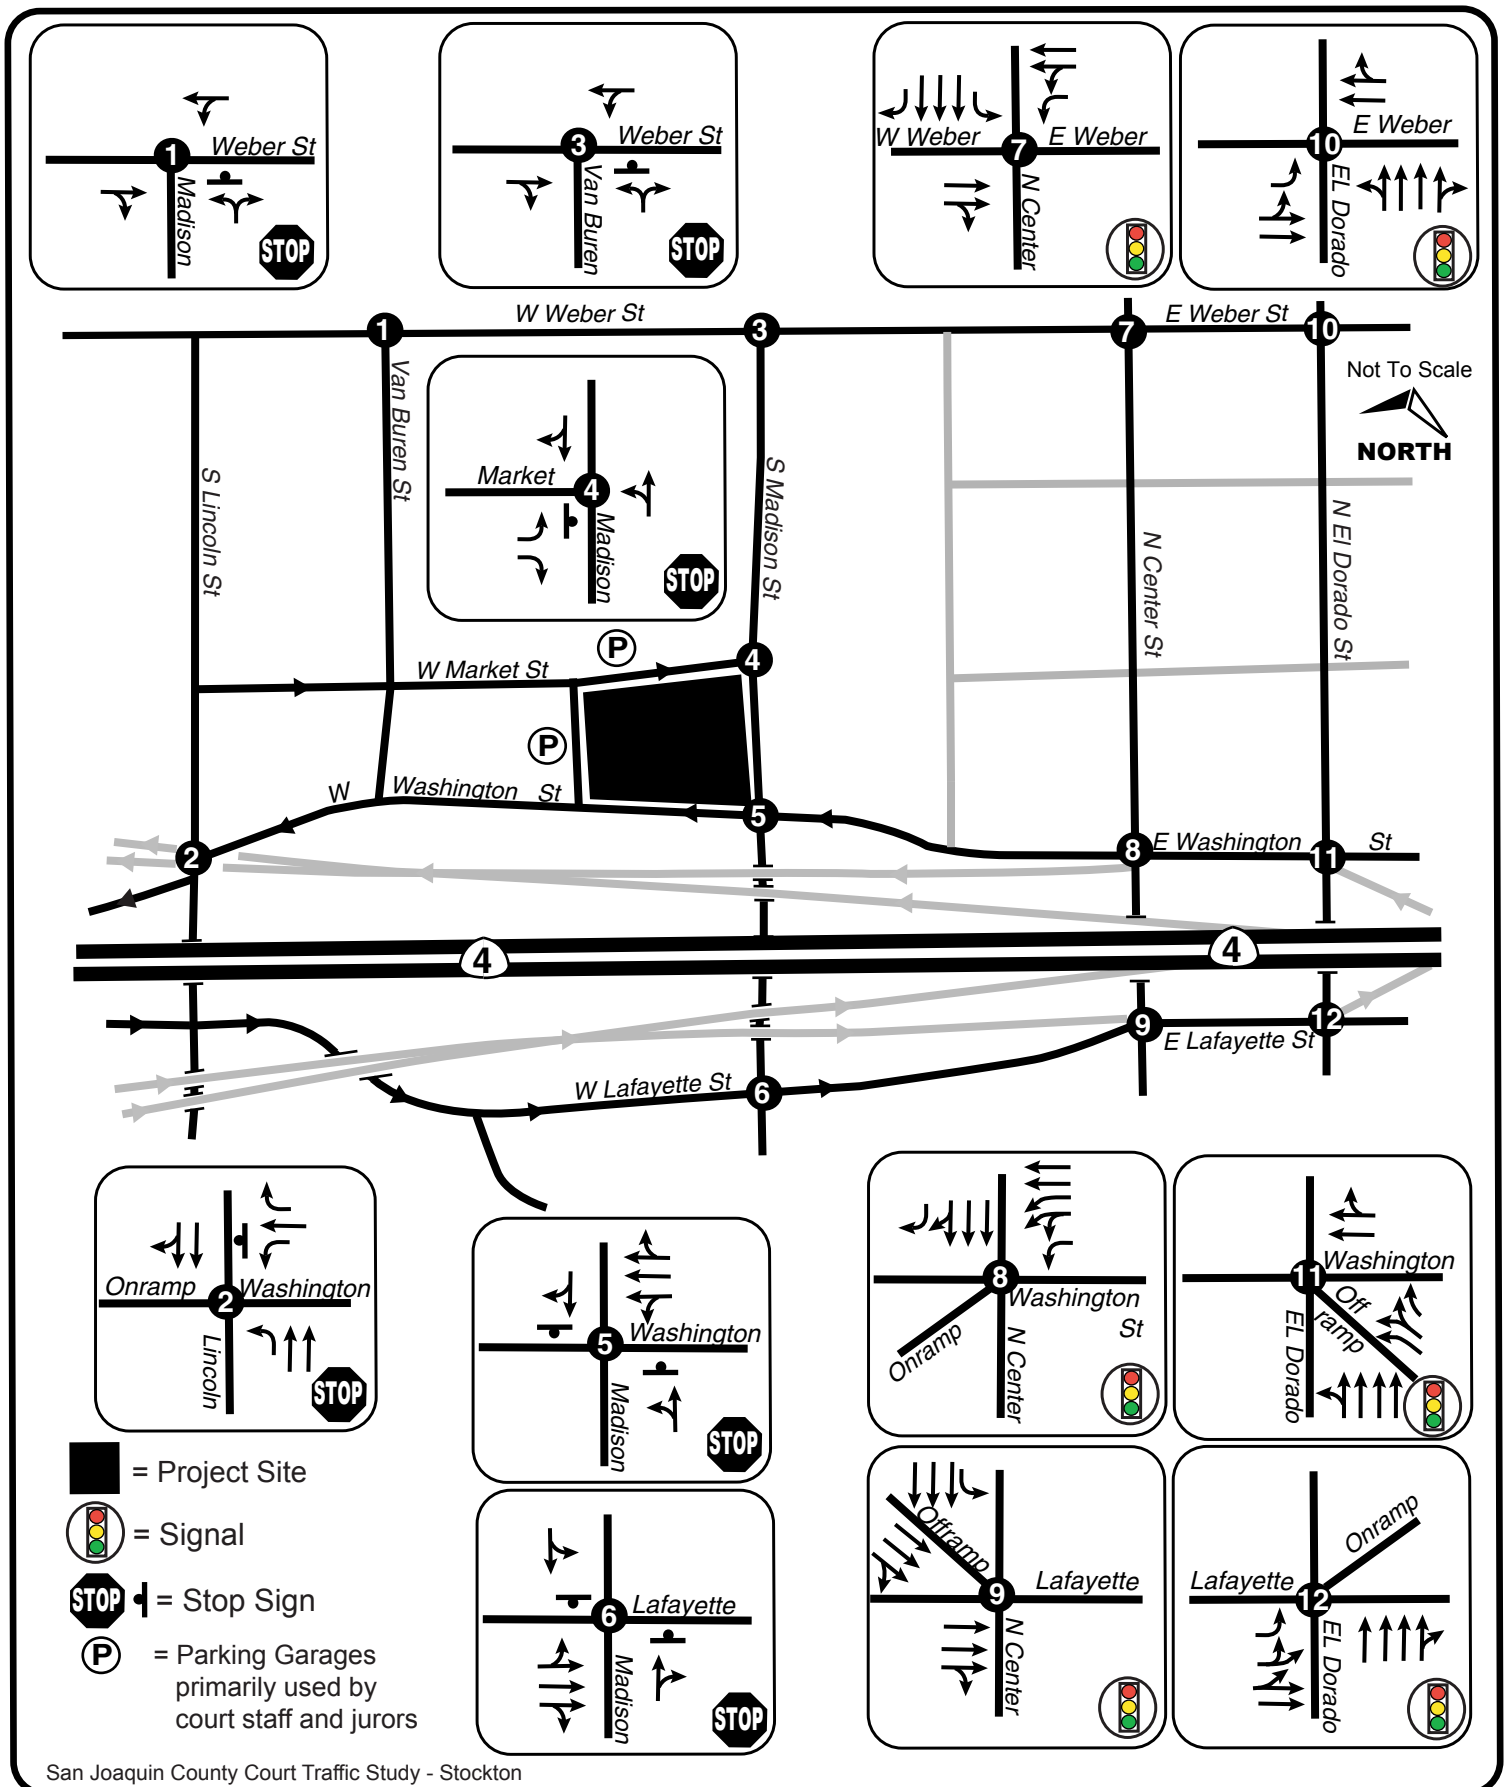 1
Weber St
Madison
STOP
3
Weber St
Van Buren
STOP
W Weber
E Weber
7
N Center
E Weber
10
EL Dorado
W Weber St
E Weber St
1
3
7
10
Not To Scale
NORTH
Van Buren St
S Lincoln St
Market
4
Madison
STOP
S Madison St
N Center St
N El Dorado St
P
4
W Market St
P
W Washington St
5
2
8
E Washington St
11
4
4
9
12
E Lafayette St
W Lafayette St
6
Onramp
Washington
2
Lincoln
STOP
Washington
5
Madison
STOP
8
Washington
St
Onramp
N Center
Washington
11
Off
ramp
EL Dorado
= Project Site
= Signal
STOP = Stop Sign
P = Parking Garages
primarily used by
court staff and jurors
Lafayette
6
Madison
STOP
Offramp
Lafayette
9
N Center
Onramp
Lafayette
12
EL Dorado
San Joaquin County Court Traffic Study - Stockton